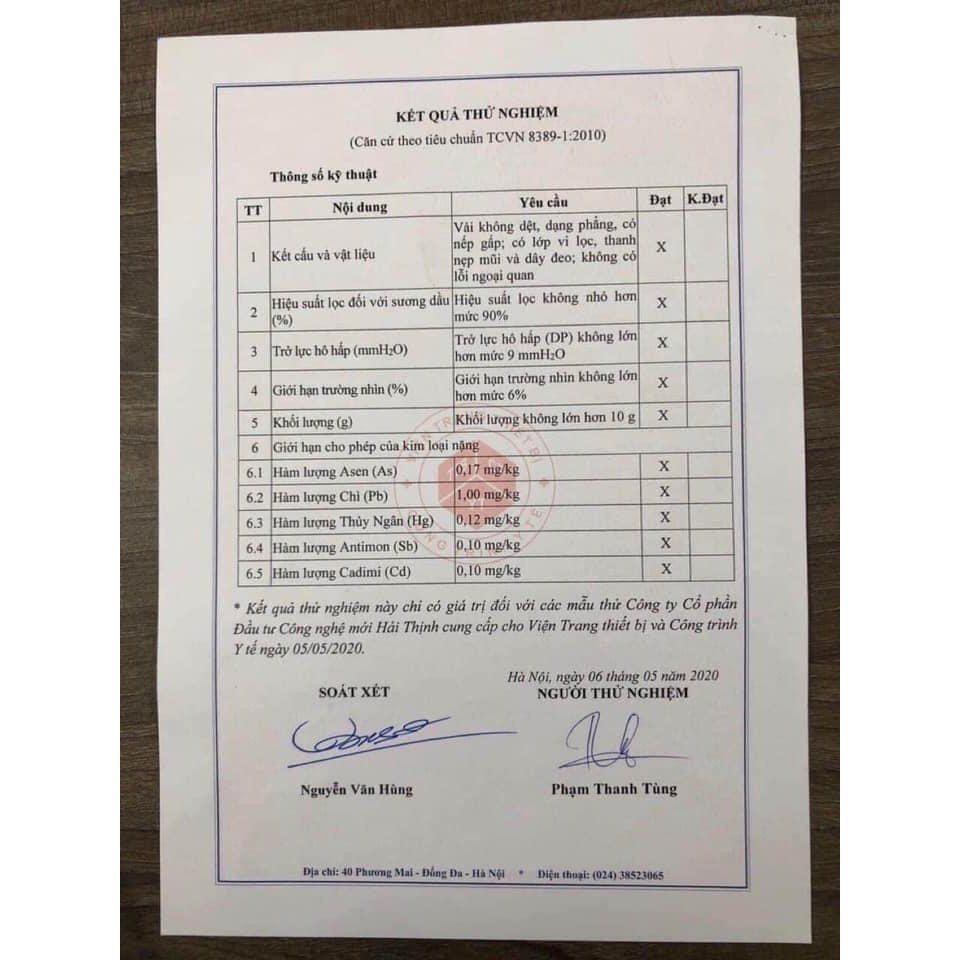 KẾT QUẢ THỬ NGHIỆM
(Căn cứ theo tiêu chuẩn TCVN 8389-1:2010)
Thông số kỹ thuật
TT Nội dung Yêu cầu Đạt K.Đạt
1 Kết cấu và vật liệu Vải không dệt, dạng phẳng, có
nếp gấp; có lớp vi lọc, thanh
nẹp mũi và dây đeo; không có
lỗi ngoại quan X
2 Hiệu suất lọc đối với sương dầu
(%) Hiệu suất lọc không nhỏ hơn
mức 90% X
3 Trở lực hô hấp (mmH₂O) Trở lực hô hấp (DP) không lớn
hơn mức 9 mmH₂O X
4 Giới hạn trường nhìn (%) Giới hạn trường nhìn không lớn
hơn mức 6% X
5 Khối lượng (g) Khối lượng không lớn hơn 10 g X
6 Giới hạn cho phép của kim loại nặng
6.1 Hàm lượng Asen (As) 0,17 mg/kg X
6.2 Hàm lượng Chì (Pb) 1,00 mg/kg X
6.3 Hàm lượng Thủy Ngân (Hg) 0,12 mg/kg X
6.4 Hàm lượng Antimon (Sb) 0,10 mg/kg X
6.5 Hàm lượng Cadimi (Cd) 0,10 mg/kg X
* Kết quả thử nghiệm này chỉ có giá trị đối với các mẫu thử Công ty Cổ phần
Đầu tư Công nghệ mới Hải Thịnh cung cấp cho Viện Trang thiết bị và Công trình
Y tế ngày 05/05/2020.
Hà Nội, ngày 06 tháng 05 năm 2020
SOÁT XÉT NGƯỜI THỬ NGHIỆM
Nguyễn Văn Hùng Phạm Thanh Tùng
Địa chỉ: 40 Phương Mai - Đống Đa - Hà Nội * Điện thoại: (024) 38523065